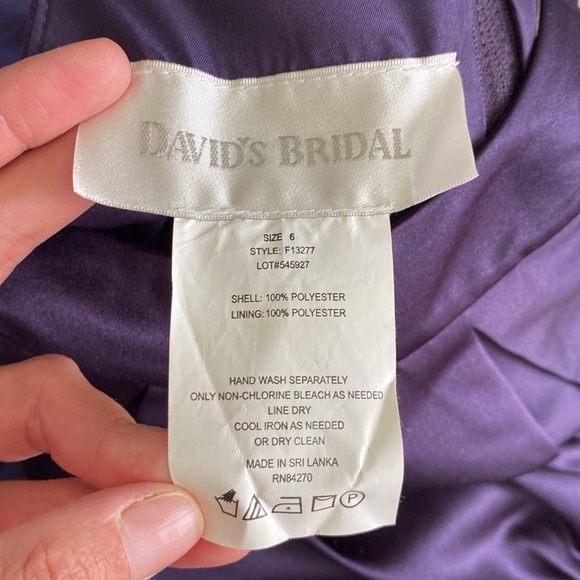 DAVID'S BRIDAL
SIZE 6
STYLE: F13277
LOT#545927
SHELL: 100% POLYESTER
LINING: 100% POLYESTER
HAND WASH SEPARATELY
ONLY NON-CHLORINE BLEACH AS NEEDED
LINE DRY
COOL IRON AS NEEDED
OR DRY CLEAN
MADE IN SRI LANKA
RN84270
P